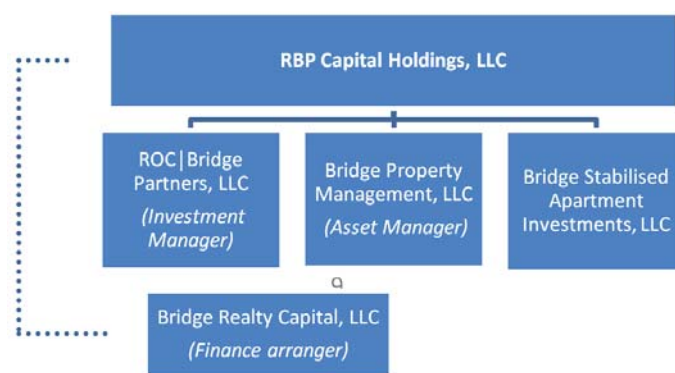 RBP Capital Holdings, LLC
ROC|Bridge
Partners, LLC
(Investment
Manager)
Bridge Property
Management, LLC
(Asset Manager)
Bridge Stabilised
Apartment
Investments, LLC
Bridge Realty Capital, LLC
(Finance arranger)